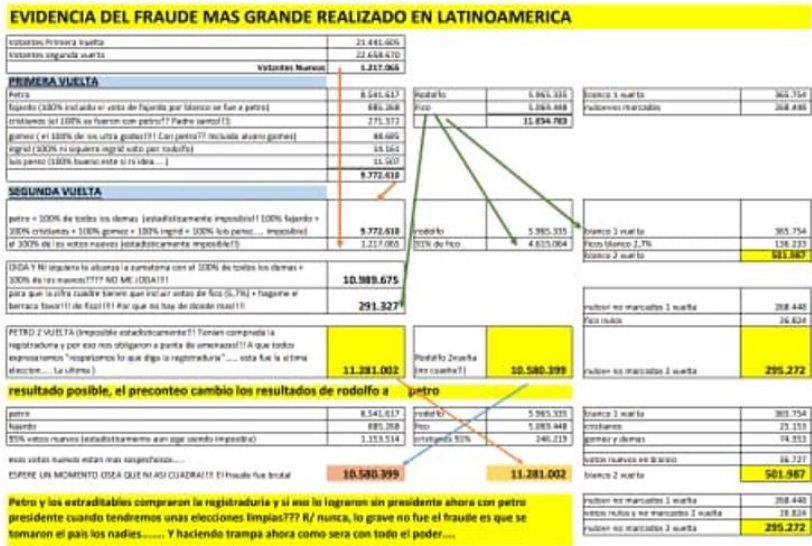 EVIDENCIA DEL FRAUDE MAS GRANDE REALIZADO EN LATINOAMERICA
Votantes Primera Vuelta 21.441.605
Votantes segunda vuelta 22.658.670
Votantes Nuevos 1.217.065
PRIMERA VUELTA
Petro 8.541.617 Rodolfo 5.965.335 blanco 1 vuelta 365.754
fajardo (100% incluido el voto de fajardo por blanco se fue a petro) 885.268 Fico 5.069.448 nulos+ no marcados 268.448
cristianos (el 100% se fueron con petro?? Padre santo!!!) 271.372 11.034.783
gomez ( el 100% de los ultra godos!!! Con petro?? Incluido alvaro gomez) 48.685
ingrid (100% ni siquiera ingrid voto por rodolfo) 14.161
luis perez (100% bueno este si ni idea....) 11.507
9.772.610
SEGUNDA VUELTA
petro + 100% de todos los demas (estadisticamente imposible!! 100% fajardo +
100% cristianos + 100% gomez + 100% ingrid + 100% luis perez.... imposible) 9.772.610 rodolfo 5.965.335 blanco 1 vuelta 365.754
el 100% de los votos nuevos (estadisticamente imposible!!) 1.217.065 91% de fico 4.615.064 ficos blanco 2,7% 136.233
blanco 2 vuelta 501.987
OIGA Y NI siquiera le alcanza la sumatoria con el 100% de todos los demas +
100% de los nuevos???? NO ME JODA!!! 10.989.675
para que la cifra cuadre tienen que incluir votos de fico (5,7%) + hagame el
berraco favor!!! de fico!!!! Por que no hay de donde mas!!! 291.327
nulos+ no marcados 1 vuelta 268.448
fico nulos 26.824
PETRO 2 VUELTA (Imposible estadisticamente!!! Tenian comprada la
registraduria y por eso nos obligaron a punta de amenazas!!! A que todos
expresaramos "respetamos lo que diga la registraduria"..... esta fue la ultima
eleccion..... La ultima ) 11.281.002 Rodolfo 2vuelta
(no cuadra?) 10.580.399 nulos+ no marcados 2 vuelta 295.272
resultado posible, el preconteo cambio los resultados de rodolfo a petro
petro 8.541.617 rodolfo 5.965.335 blanco 1 vuelta 365.754
fajardo 885.268 fico 5.069.448 cristianos 25.153
95% votos nuevos (estadisticamente aun sige siendo imposible) 1.153.514 cristianos 91% 246.219 gomez y demas 74.353
esos votos nuevos estan mas sospechosos..... votos nuevos en blanco 36.727
ESPERE UN MOMENTO OSEA QUE NI ASI CUADRA!!! El fraude fue brutal 10.580.399 11.281.002 blanco 2 vuelta 501.987
Petro y los estraditables compraron la registraduria y si eso lo lograron sin presidente ahora con petro
presidente cuando tendremos unas elecciones limpias??? R/ nunca, lo grave no fue el fraude es que se
tomaron el pais los nadies....... Y haciendo trampa ahora como sera con todo el poder....
nulos+ no marcados 1 vuelta 268.448
votos nulos y no marcados 2 vuelta 26.824
nulos+ no marcados 2 vuelta 295.272